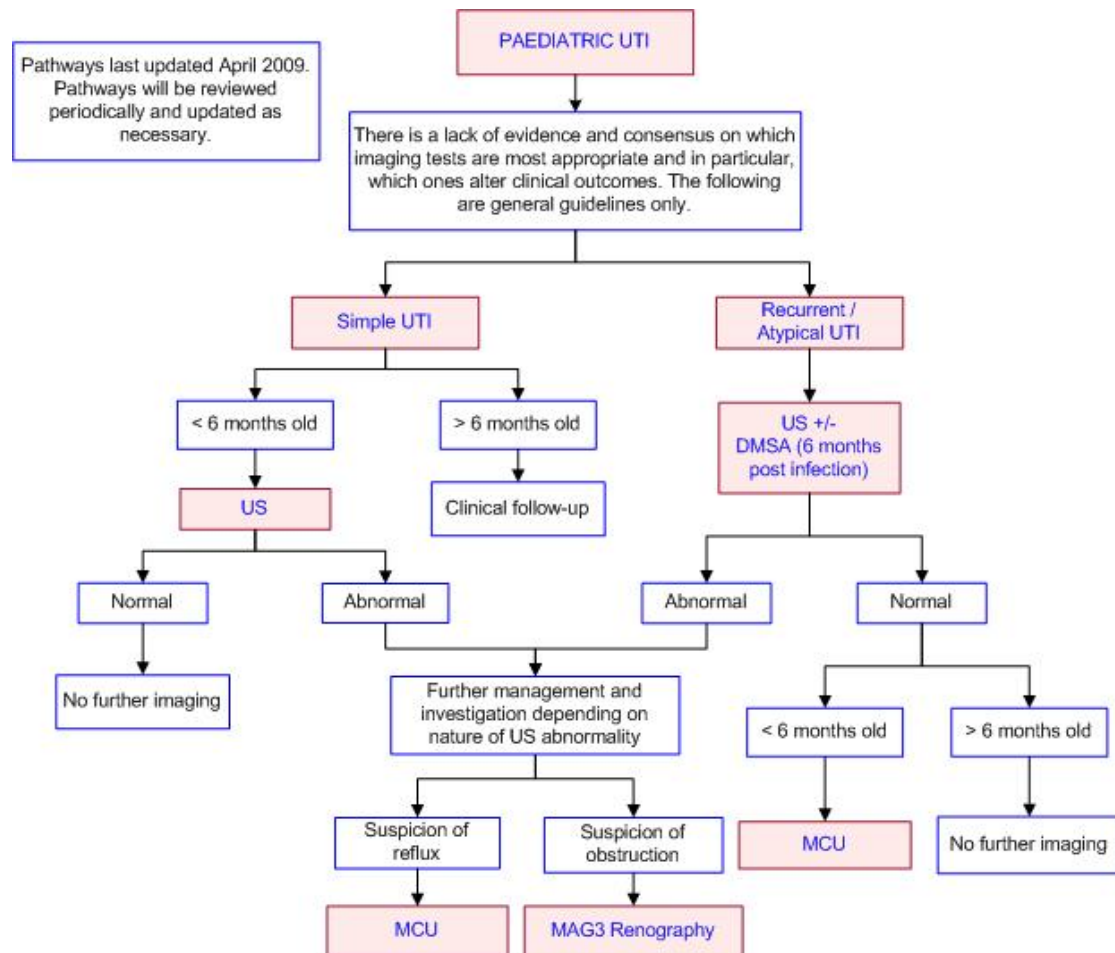 PAEDIATRIC UTI
Pathways last updated April 2009.
Pathways will be reviewed
periodically and updated as
necessary.
There is a lack of evidence and consensus on which
imaging tests are most appropriate and in particular,
which ones alter clinical outcomes. The following
are general guidelines only.
Simple UTI
Recurrent /
Atypical UTI
< 6 months old
> 6 months old
US +/-
DMSA (6 months
post infection)
US
Clinical follow-up
Normal
Abnormal
Abnormal
Normal
No further imaging
Further management and
investigation depending on
nature of US abnormality
< 6 months old
> 6 months old
Suspicion of
reflux
Suspicion of
obstruction
MCU
No further imaging
MCU
MAG3 Renography